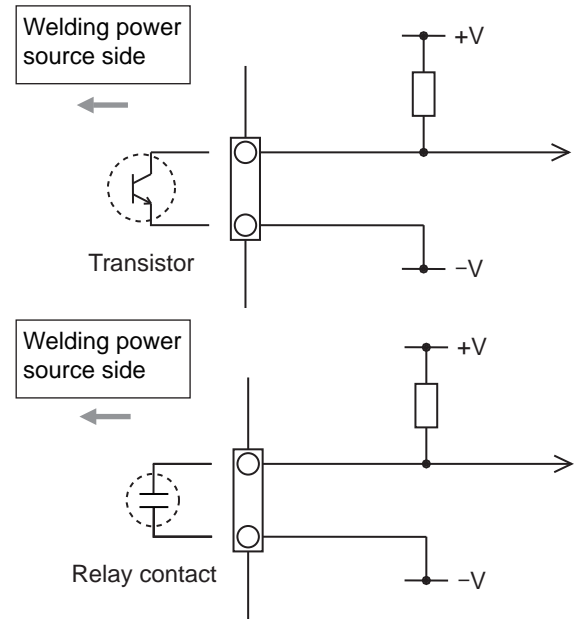 Welding power
source side
+V
Transistor
−V
Welding power
source side
+V
Relay contact
−V